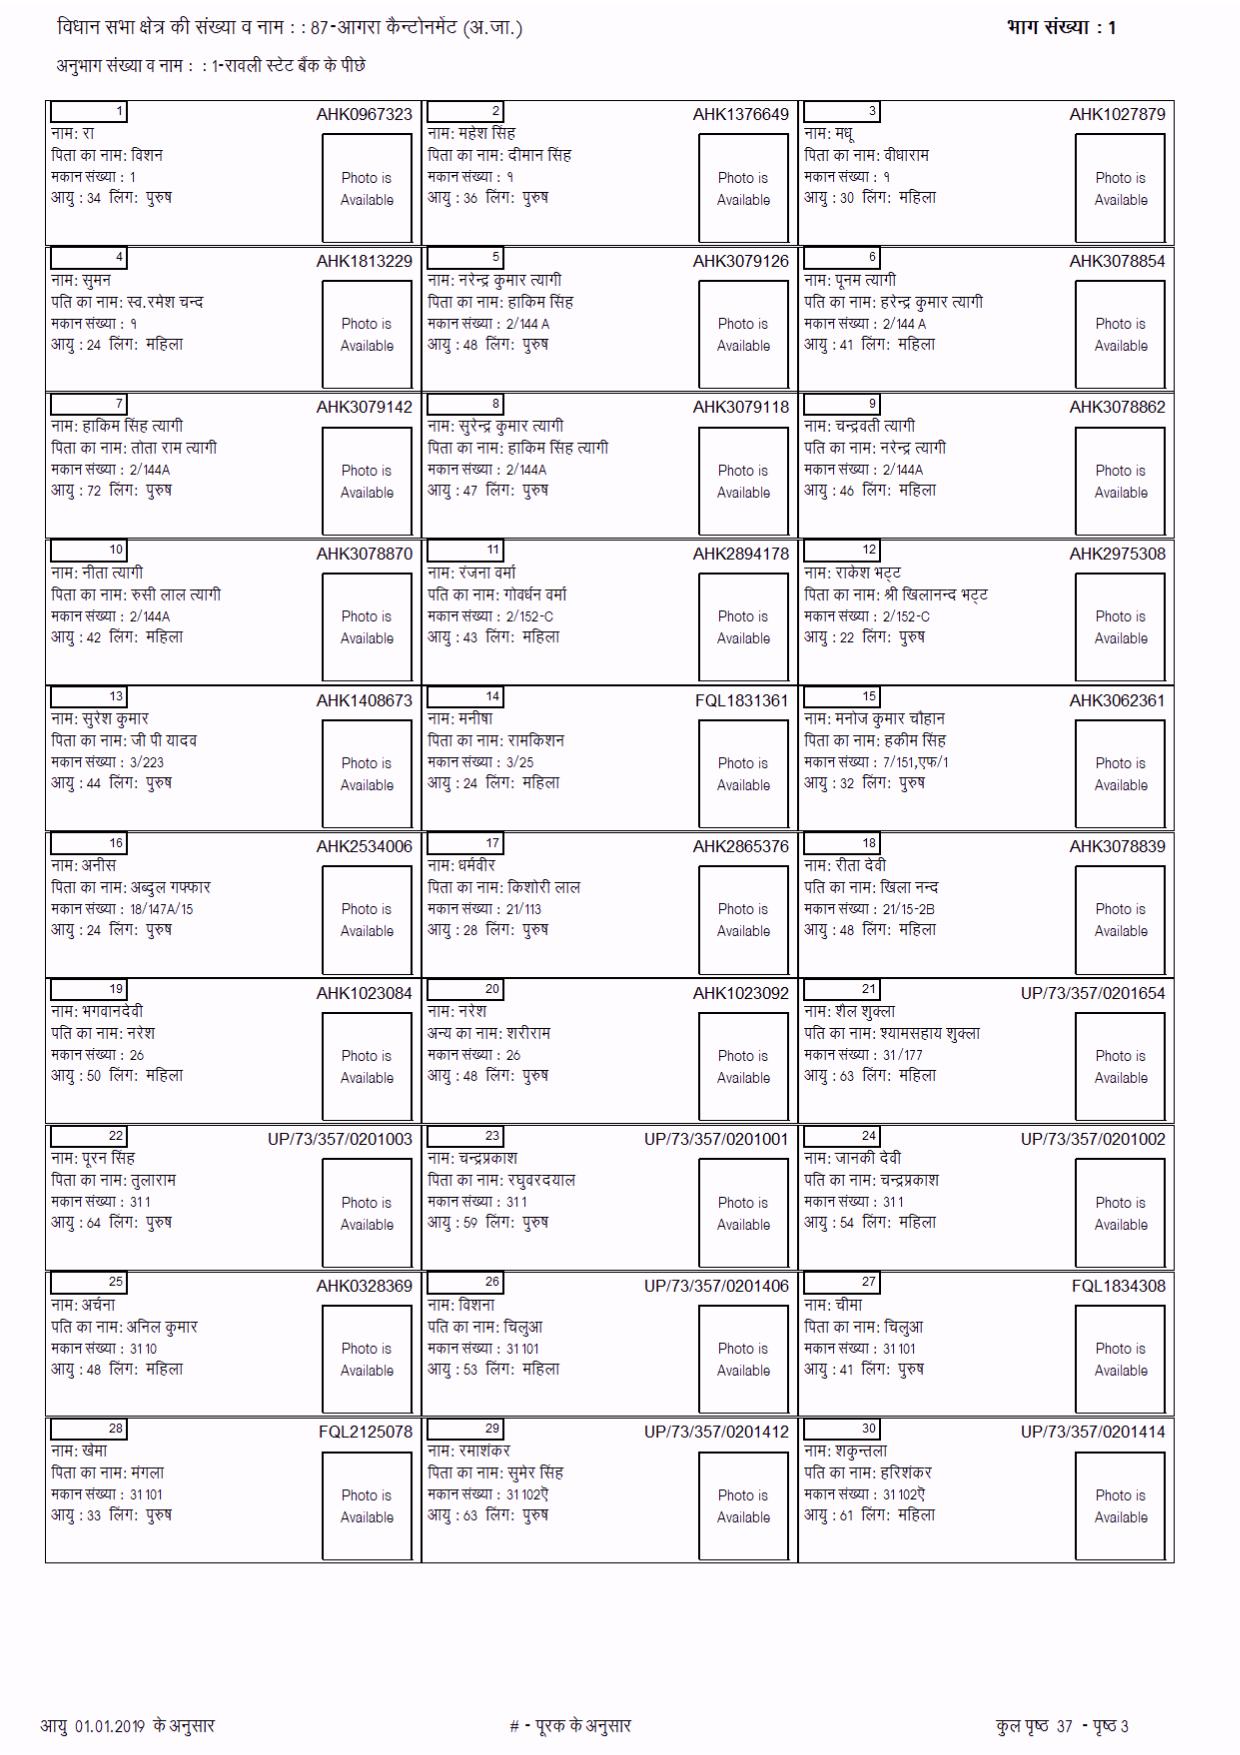 विधान सभा क्षेत्र की संख्या व नाम : : 87-आगरा कैन्टोनमेंट (अ.जा.) भाग संख्या : 1
अनुभाग संख्या व नाम : : 1-रावली स्टेट बैंक के पीछे
1 AHK0967323
नाम: रा
पिता का नाम: विशन
मकान संख्या : 1
आयु : 34 लिंग: पुरुष
Photo is
Available
2 AHK1376649
नाम: महेश सिंह
पिता का नाम: दीमान सिंह
मकान संख्या : १
आयु : 36 लिंग: पुरुष
Photo is
Available
3 AHK1027879
नाम: मधू
पिता का नाम: वीधाराम
मकान संख्या : १
आयु : 30 लिंग: महिला
Photo is
Available
4 AHK1813229
नाम: सुमन
पति का नाम: स्व.रमेश चन्द
मकान संख्या : १
आयु : 24 लिंग: महिला
Photo is
Available
5 AHK3079126
नाम: नरेन्द्र कुमार त्यागी
पिता का नाम: हाकिम सिंह
मकान संख्या : 2/144 A
आयु : 48 लिंग: पुरुष
Photo is
Available
6 AHK3078854
नाम: पूनम त्यागी
पति का नाम: हरेन्द्र कुमार त्यागी
मकान संख्या : 2/144 A
आयु : 41 लिंग: महिला
Photo is
Available
7 AHK3079142
नाम: हाकिम सिंह त्यागी
पिता का नाम: तोता राम त्यागी
मकान संख्या : 2/144A
आयु : 72 लिंग: पुरुष
Photo is
Available
8 AHK3079118
नाम: सुरेन्द्र कुमार त्यागी
पिता का नाम: हाकिम सिंह त्यागी
मकान संख्या : 2/144A
आयु : 47 लिंग: पुरुष
Photo is
Available
9 AHK3078862
नाम: चन्द्रवती त्यागी
पति का नाम: नरेन्द्र त्यागी
मकान संख्या : 2/144A
आयु : 46 लिंग: महिला
Photo is
Available
10 AHK3078870
नाम: नीता त्यागी
पिता का नाम: रुसी लाल त्यागी
मकान संख्या : 2/144A
आयु : 42 लिंग: महिला
Photo is
Available
11 AHK2894178
नाम: रंजना वर्मा
पति का नाम: गोवर्धन वर्मा
मकान संख्या : 2/152-C
आयु : 43 लिंग: महिला
Photo is
Available
12 AHK2975308
नाम: राकेश भट्ट
पिता का नाम: श्री खिलानन्द भट्ट
मकान संख्या : 2/152-C
आयु : 22 लिंग: पुरुष
Photo is
Available
13 AHK1408673
नाम: सुरेश कुमार
पिता का नाम: जी पी यादव
मकान संख्या : 3/223
आयु : 44 लिंग: पुरुष
Photo is
Available
14 FQL1831361
नाम: मनीषा
पिता का नाम: रामकिशन
मकान संख्या : 3/25
आयु : 24 लिंग: महिला
Photo is
Available
15 AHK3062361
नाम: मनोज कुमार चौहान
पिता का नाम: हकीम सिंह
मकान संख्या : 7/151,एफ/1
आयु : 32 लिंग: पुरुष
Photo is
Available
16 AHK2534006
नाम: अनीस
पिता का नाम: अब्दुल गफ्फार
मकान संख्या : 18/147A/15
आयु : 24 लिंग: पुरुष
Photo is
Available
17 AHK2865376
नाम: धर्मवीर
पिता का नाम: किशोरी लाल
मकान संख्या : 21/113
आयु : 28 लिंग: पुरुष
Photo is
Available
18 AHK3078839
नाम: रीता देवी
पति का नाम: खिला नन्द
मकान संख्या : 21/15-2B
आयु : 48 लिंग: महिला
Photo is
Available
19 AHK1023084
नाम: भगवानदेवी
पति का नाम: नरेश
मकान संख्या : 26
आयु : 50 लिंग: महिला
Photo is
Available
20 AHK1023092
नाम: नरेश
अन्य का नाम: शरीराम
मकान संख्या : 26
आयु : 48 लिंग: पुरुष
Photo is
Available
21 UP/73/357/0201654
नाम: शैल शुक्ला
पति का नाम: श्यामसहाय शुक्ला
मकान संख्या : 31/177
आयु : 63 लिंग: महिला
Photo is
Available
22 UP/73/357/0201003
नाम: पूरन सिंह
पिता का नाम: तुलाराम
मकान संख्या : 311
आयु : 64 लिंग: पुरुष
Photo is
Available
23 UP/73/357/0201001
नाम: चन्द्रप्रकाश
पिता का नाम: रघुवरदयाल
मकान संख्या : 311
आयु : 59 लिंग: पुरुष
Photo is
Available
24 UP/73/357/0201002
नाम: जानकी देवी
पति का नाम: चन्द्रप्रकाश
मकान संख्या : 311
आयु : 54 लिंग: महिला
Photo is
Available
25 AHK0328369
नाम: अर्चना
पति का नाम: अनिल कुमार
मकान संख्या : 3110
आयु : 48 लिंग: महिला
Photo is
Available
26 UP/73/357/0201406
नाम: विशना
पति का नाम: चिलुआ
मकान संख्या : 31101
आयु : 53 लिंग: महिला
Photo is
Available
27 FQL1834308
नाम: चीमा
पिता का नाम: चिलुआ
मकान संख्या : 31101
आयु : 41 लिंग: पुरुष
Photo is
Available
28 FQL2125078
नाम: खेमा
पिता का नाम: मंगला
मकान संख्या : 31101
आयु : 33 लिंग: पुरुष
Photo is
Available
29 UP/73/357/0201412
नाम: रमाशंकर
पिता का नाम: सुमेर सिंह
मकान संख्या : 31102ऐ
आयु : 63 लिंग: पुरुष
Photo is
Available
30 UP/73/357/0201414
नाम: शकुन्तला
पति का नाम: हरिशंकर
मकान संख्या : 31102ऐ
आयु : 61 लिंग: महिला
Photo is
Available
आयु 01.01.2019 के अनुसार # - पूरक के अनुसार कुल पृष्ठ 37 - पृष्ठ 3